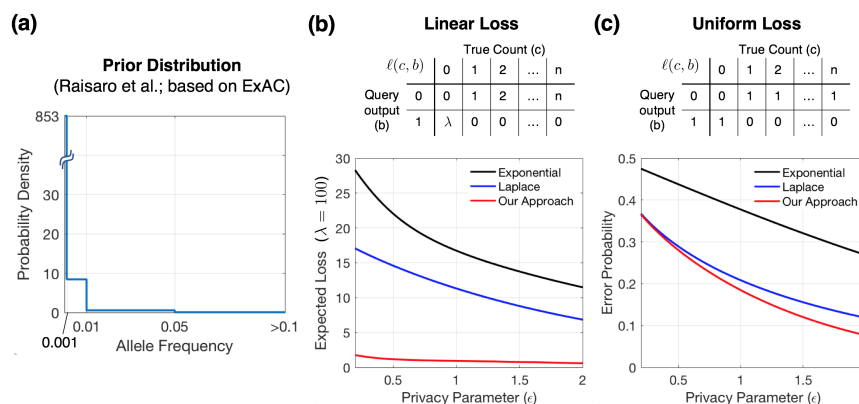 (a)
Prior Distribution
(Raisaro et al.; based on ExAC)
853
30
20
10
0
Probability Density
0.001
0.01
0.05
>0.1
Allele Frequency
(b)
Linear Loss
True Count (c)
ℓ(c, b) 0 1 2 ... n
Query output (b)
0 0 1 2 ... n
1 λ 0 0 ... 0
30
25
20
15
10
5
0
Expected Loss (λ = 100)
Exponential
Laplace
Our Approach
0.5 1 1.5 2
Privacy Parameter (ϵ)
(c)
Uniform Loss
True Count (c)
ℓ(c, b) 0 1 2 ... n
Query output (b)
0 0 1 1 ... 1
1 1 0 0 ... 0
0.5
0.4
0.3
0.2
0.1
0
Error Probability
Exponential
Laplace
Our Approach
0.5 1 1.5 2
Privacy Parameter (ϵ)